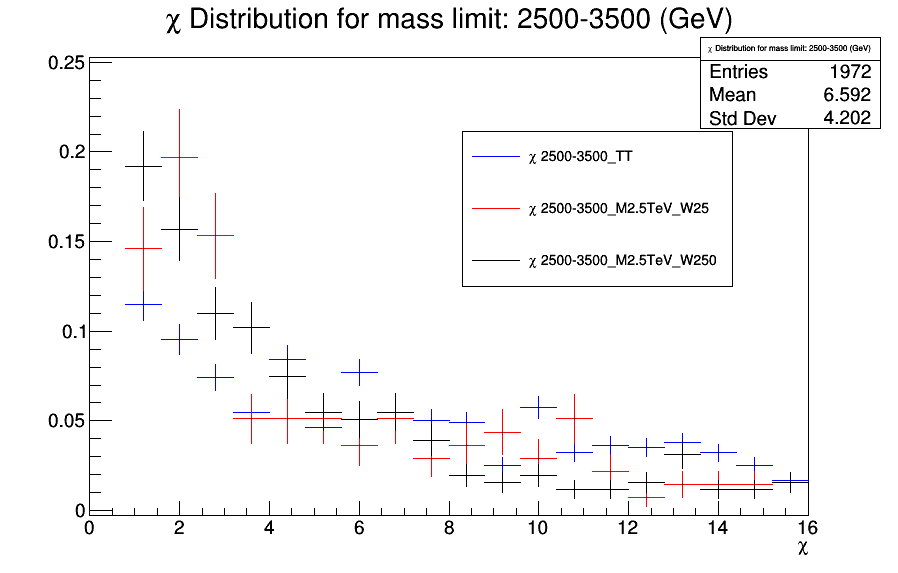 χ Distribution for mass limit: 2500-3500 (GeV)
χ Distribution for mass limit: 2500-3500 (GeV)
Entries 1972
Mean 6.592
Std Dev 4.202
χ 2500-3500_TT
χ 2500-3500_M2.5TeV_W25
χ 2500-3500_M2.5TeV_W250
0.25
0.2
0.15
0.1
0.05
0
0 2 4 6 8 10 12 14 16
χ